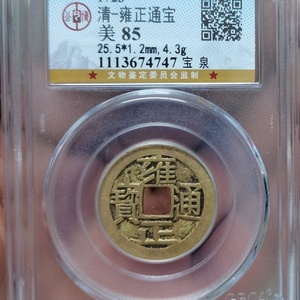 清-雍正通宝
美 85
25.5*1.2mm,4.3g
1113674747 宝 泉
★ 文物鉴定委员会监制 ★
雍正通寶